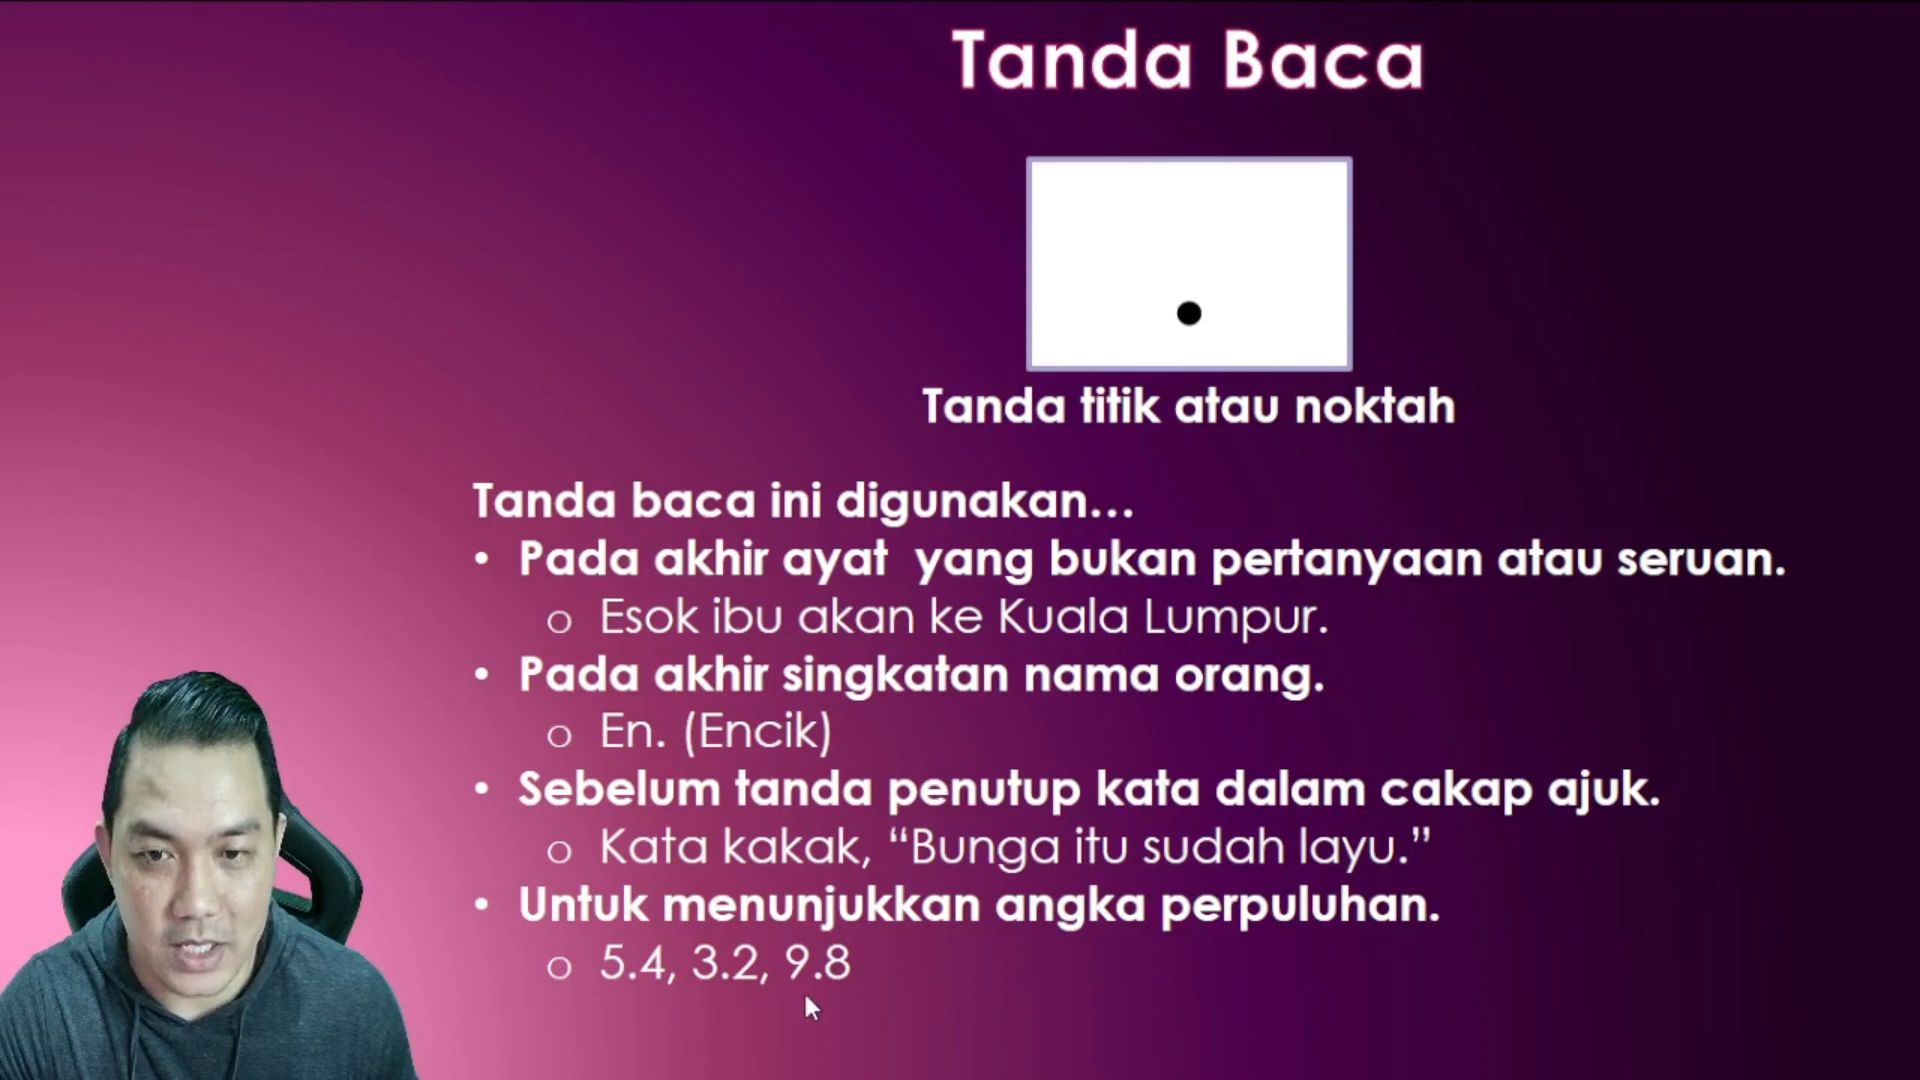 Tanda Baca
Tanda titik atau noktah
Tanda baca ini digunakan...
• Pada akhir ayat yang bukan pertanyaan atau seruan.
o Esok ibu akan ke Kuala Lumpur.
• Pada akhir singkatan nama orang.
o En. (Encik)
• Sebelum tanda penutup kata dalam cakap ajuk.
o Kata kakak, “Bunga itu sudah layu.”
• Untuk menunjukkan angka perpuluhan.
o 5.4, 3.2, 9.8